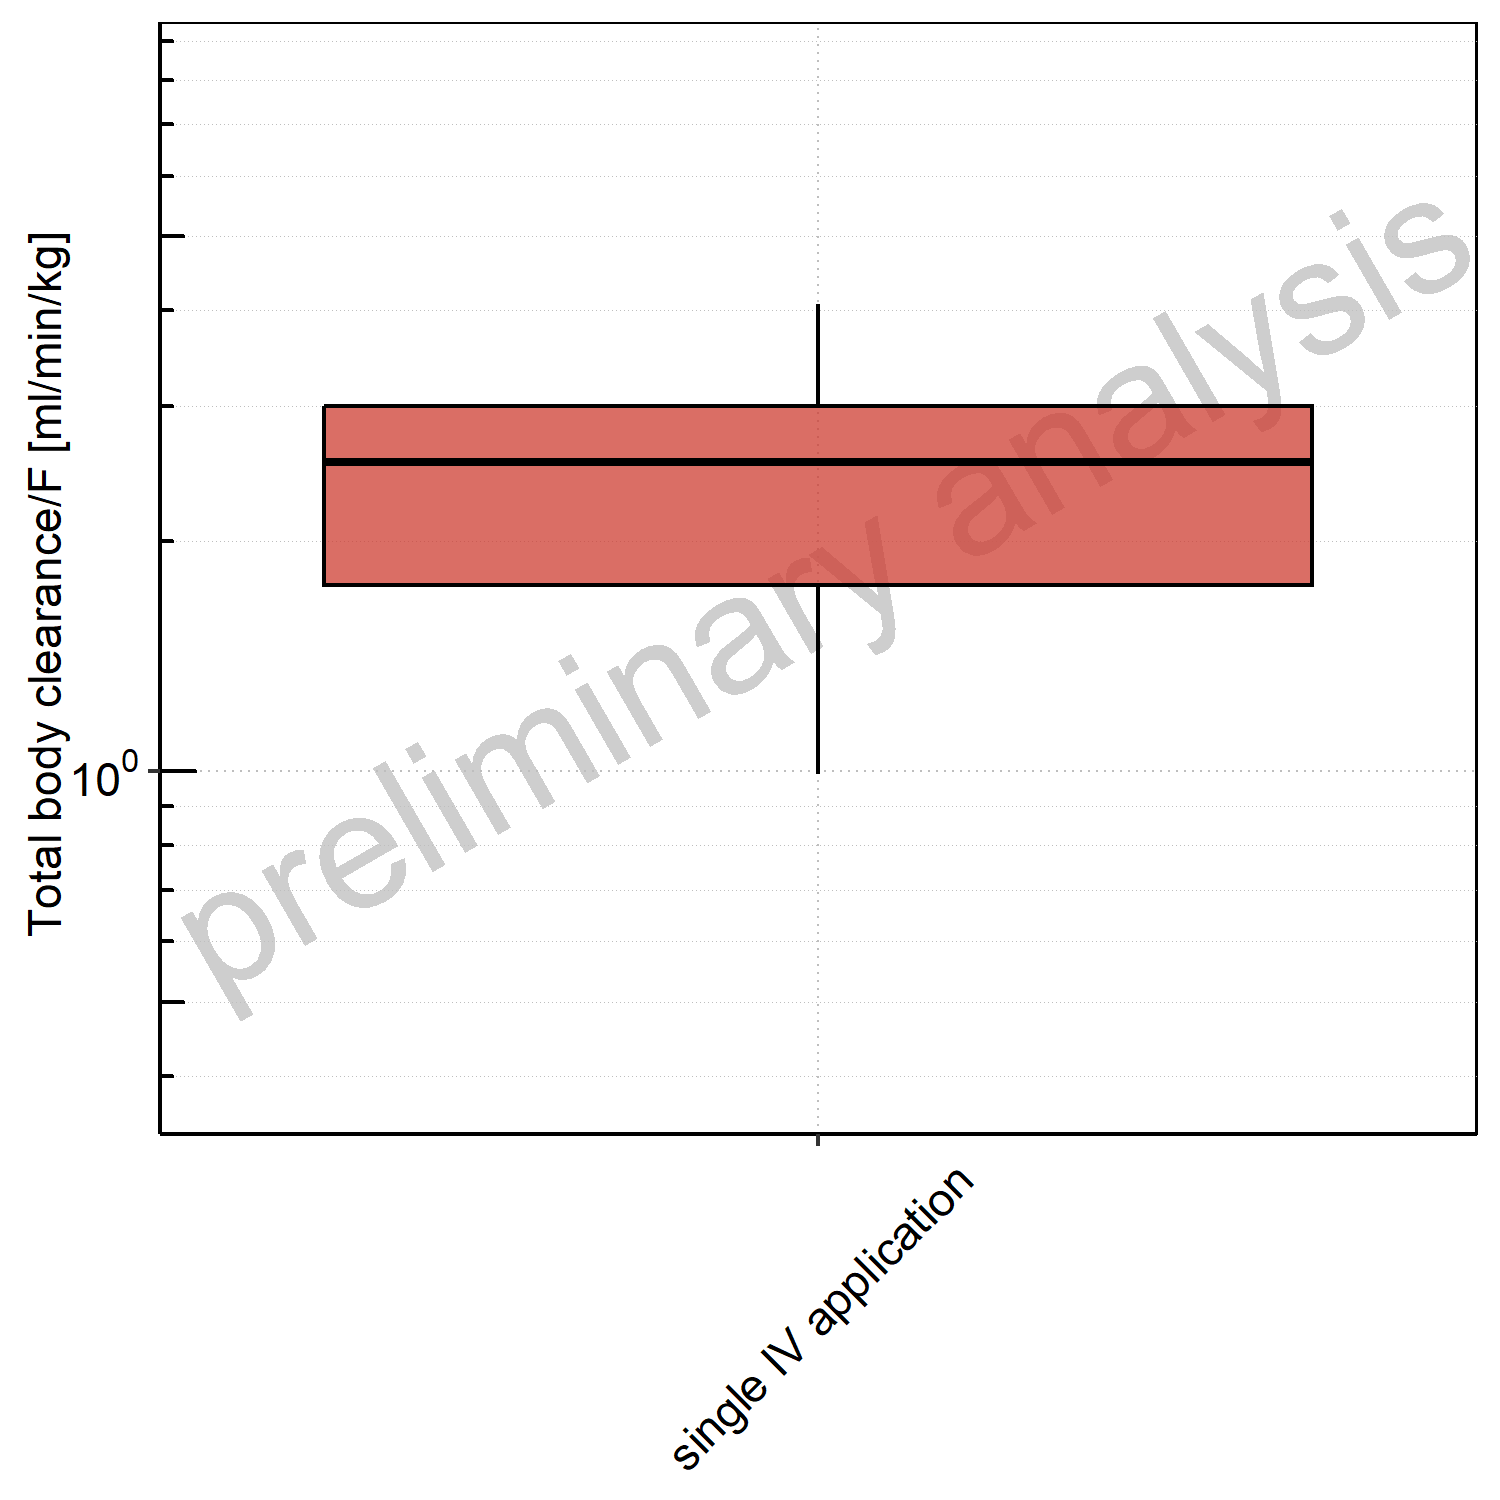 Total body clearance/F [ml/min/kg]
10⁰
preliminary analysis
single IV application